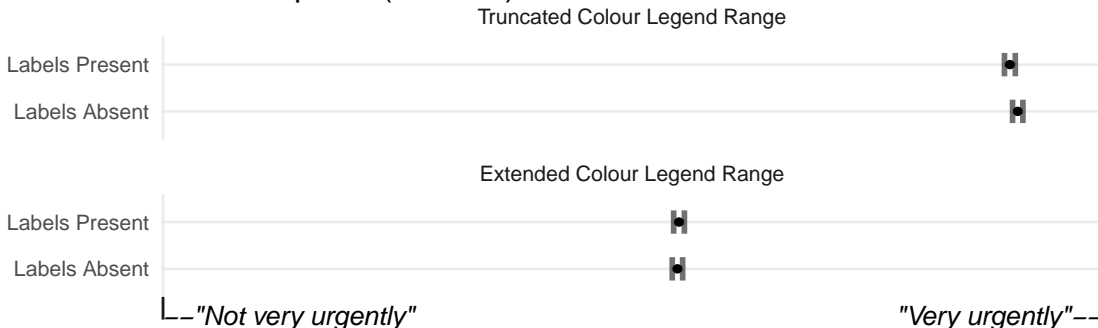 Truncated Colour Legend Range
Labels Present
Labels Absent
Extended Colour Legend Range
Labels Present
Labels Absent
"Not very urgently" "Very urgently"